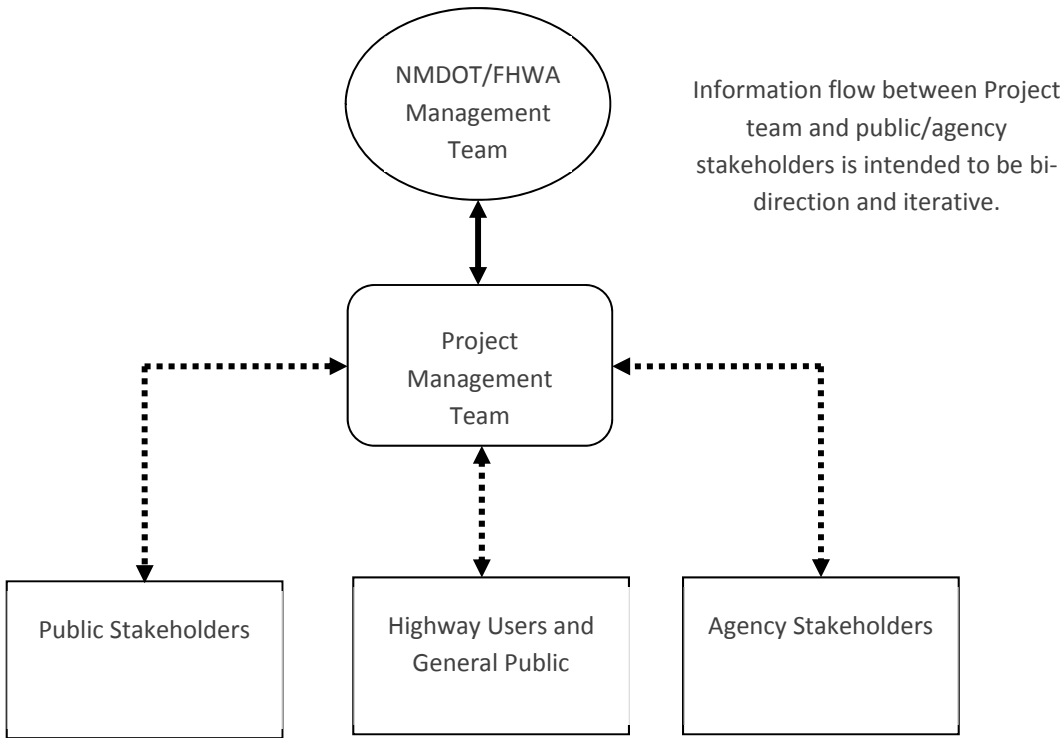 NMDOT/FHWA
Management
Team
Information flow between Project
team and public/agency
stakeholders is intended to be bi-
direction and iterative.
Project
Management
Team
Public Stakeholders
Highway Users and
General Public
Agency Stakeholders